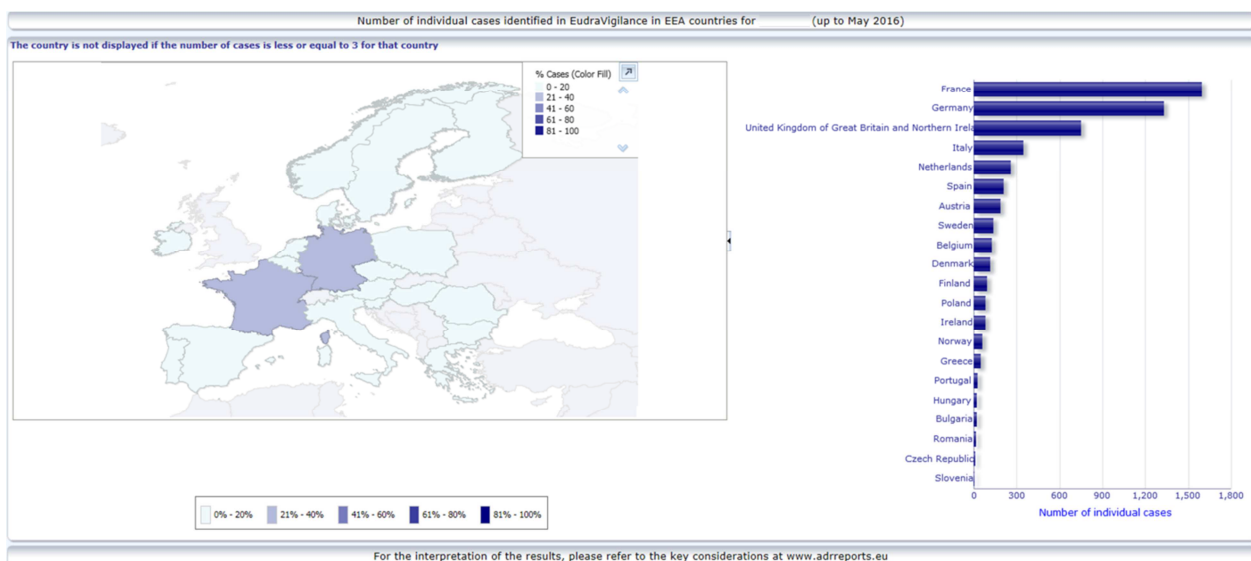 Number of individual cases identified in EudraVigilance in EEA countries for (up to May 2016)
The country is not displayed if the number of cases is less or equal to 3 for that country
% Cases (Color Fill)
0 - 20
21 - 40
41 - 60
61 - 80
81 - 100
0% - 20%
21% - 40%
41% - 60%
61% - 80%
81% - 100%
France
Germany
United Kingdom of Great Britain and Northern Irela
Italy
Netherlands
Spain
Austria
Sweden
Belgium
Denmark
Finland
Poland
Ireland
Norway
Greece
Portugal
Hungary
Bulgaria
Romania
Czech Republic
Slovenia
0 300 600 900 1,200 1,500 1,800
Number of individual cases
For the interpretation of the results, please refer to the key considerations at www.adrreports.eu